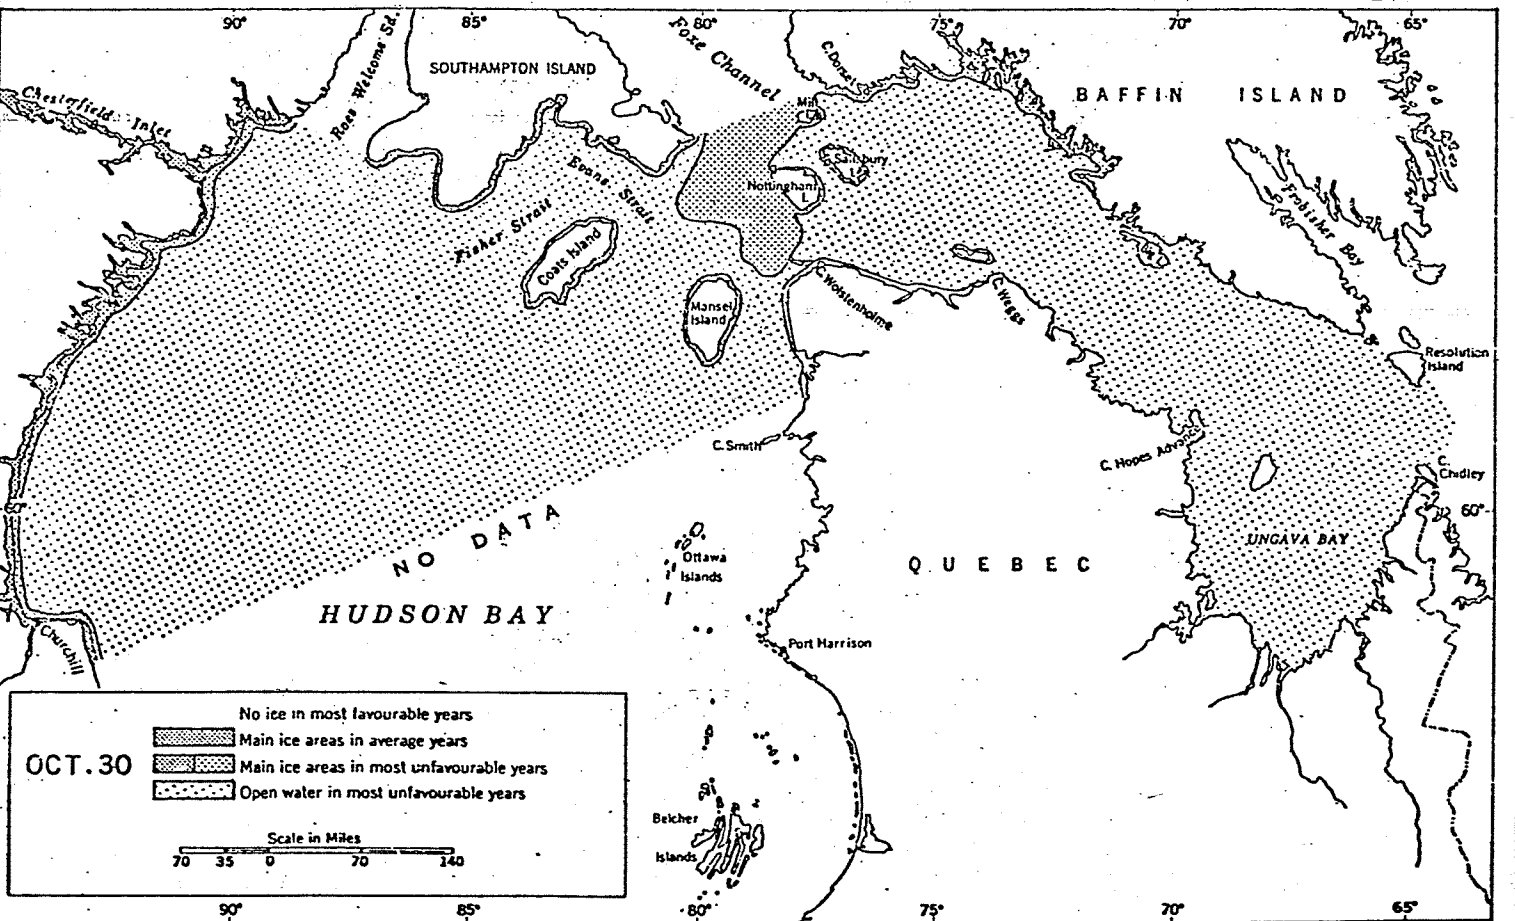 90°
85°
80°
75°
70°
65°
Foxe Channel
Roes Welcome Sd.
SOUTHAMPTON ISLAND
C. Dorset
BAFFIN ISLAND
Chesterfield Inlet
Mill
I.
Salisbury
I.
Evans Strait
Nottingham
I.
Fisher Strait
Frobisher Bay
Coats Island
Mansel
Island
C. Wolstenholme
C. Weggs
Resolution
Island
C. Smith
C. Hopes Advance
C.
Chidley
60°
60°
NO DATA
UNGAVA BAY
Ottawa
Islands
QUEBEC
HUDSON BAY
Churchill
Port Harrison
No ice in most favourable years
Main ice areas in average years
OCT.30
Main ice areas in most unfavourable years
Open water in most unfavourable years
Scale in Miles
70 35 0 70 140
Belcher
Islands
90°
85°
80°
75°
70°
65°